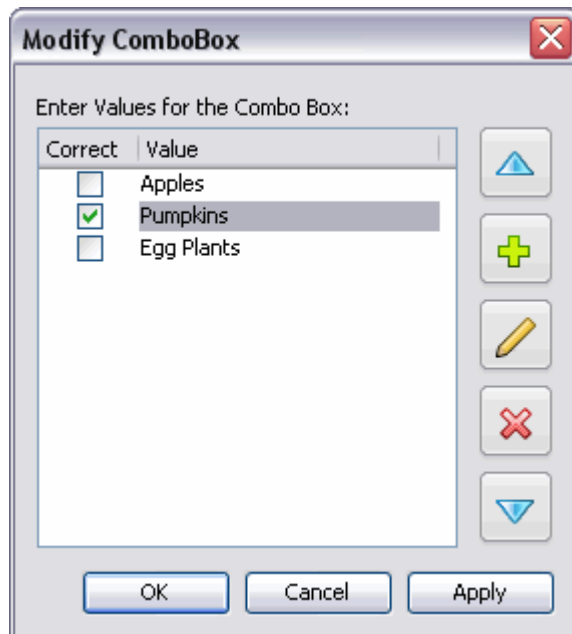 Modify ComboBox
Enter Values for the Combo Box:
Correct Value
Apples
Pumpkins
Egg Plants
OK Cancel Apply